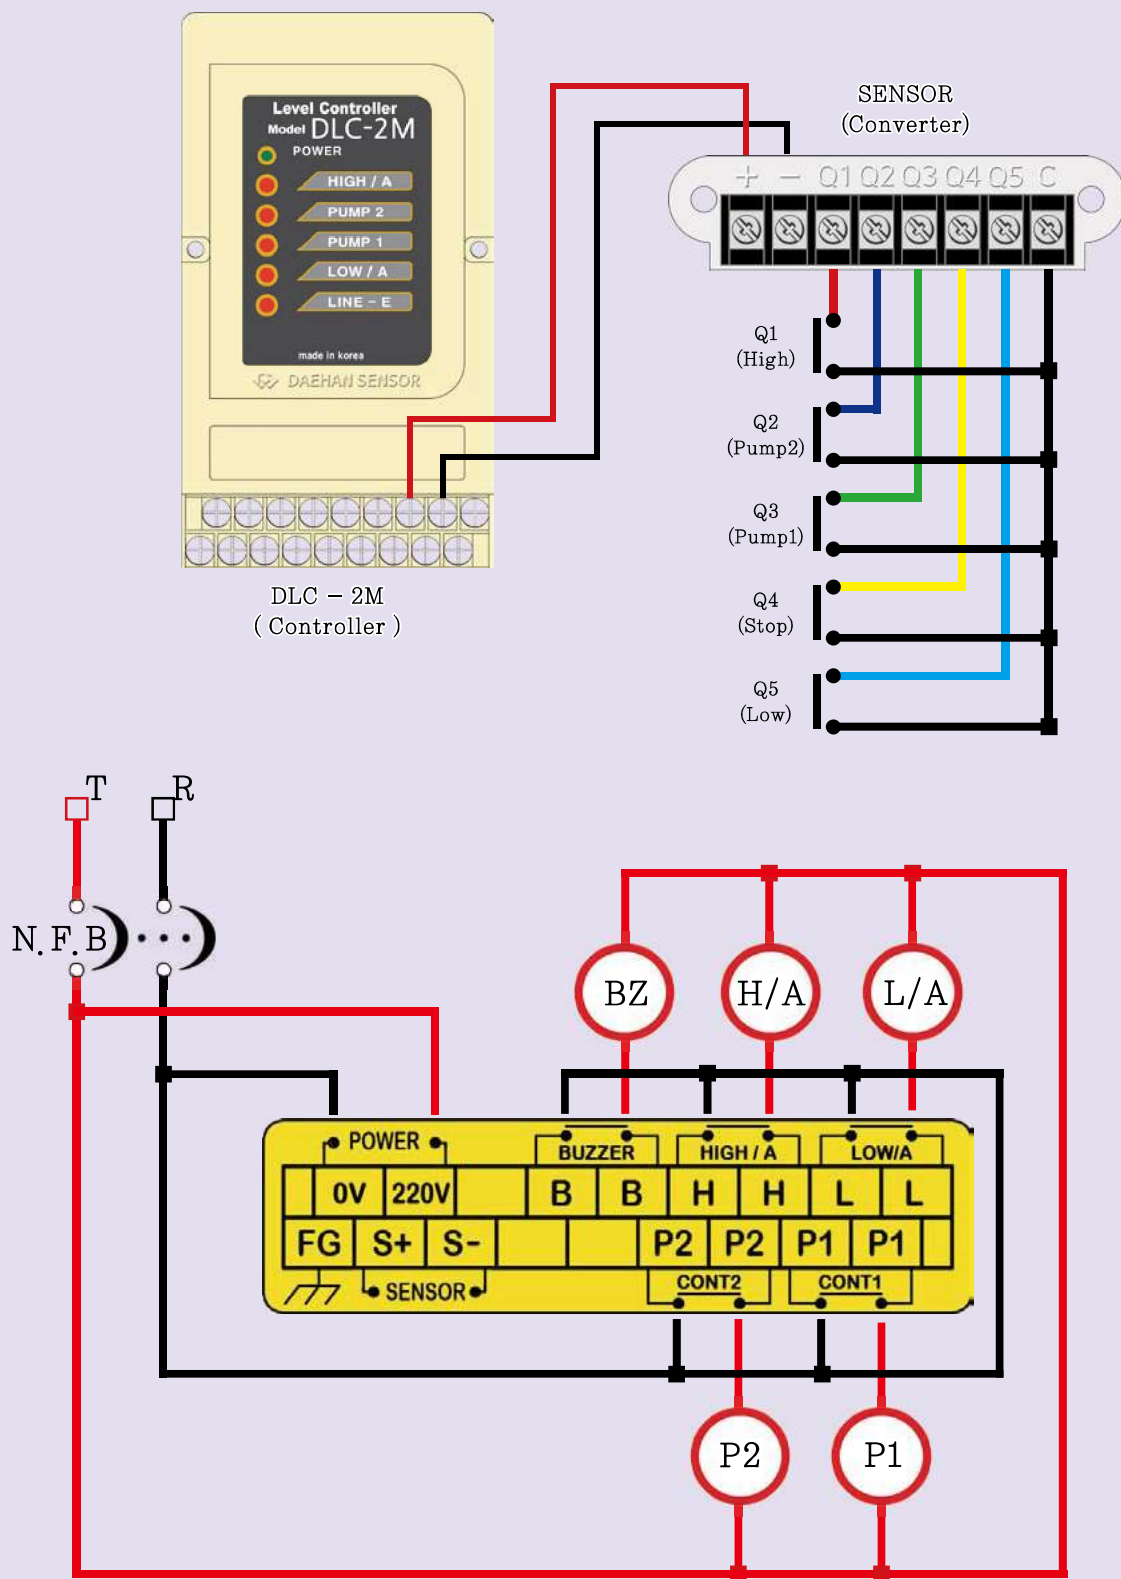 Level Controller
Model DLC-2M
POWER
HIGH / A
PUMP 2
PUMP 1
LOW / A
LINE - E
made in korea
DAEHAN SENSOR
DLC - 2M
( Controller )
SENSOR
(Converter)
+ - Q1 Q2 Q3 Q4 Q5 C
Q1
(High)
Q2
(Pump2)
Q3
(Pump1)
Q4
(Stop)
Q5
(Low)
T R
N.F.B
BZ H/A L/A
POWER BUZZER HIGH / A LOW/A
0V 220V B B H H L L
FG S+ S- P2 P2 P1 P1
SENSOR CONT2 CONT1
P2 P1